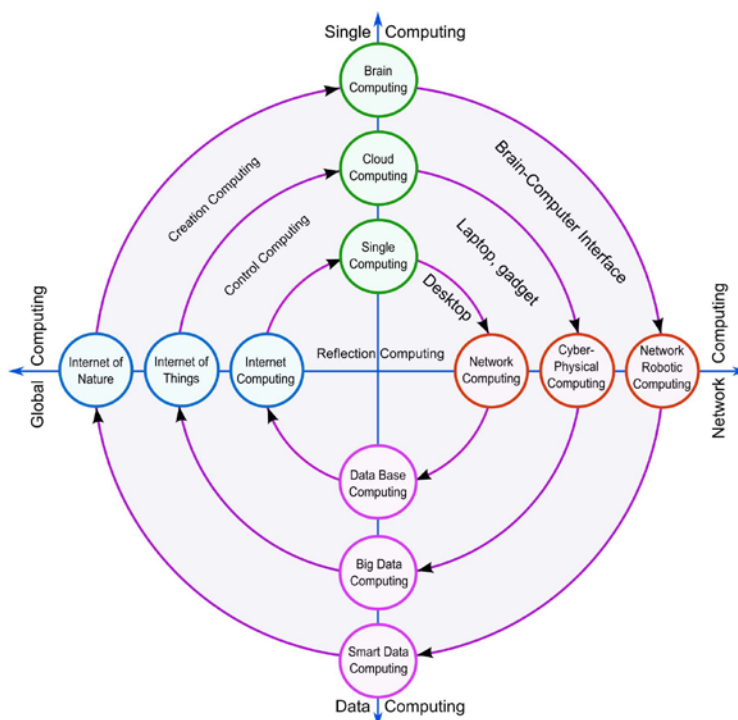 Single Computing
Brain
Computing
Cloud
Computing
Single
Computing
Creation Computing
Control Computing
Desktop
Laptop, gadget
Brain-Computer Interface
Global Computing
Internet of
Nature
Internet of
Things
Internet
Computing
Reflection Computing
Network
Computing
Cyber-
Physical
Computing
Network
Robotic
Computing
Network Computing
Data Base
Computing
Big Data
Computing
Smart Data
Computing
Data Computing